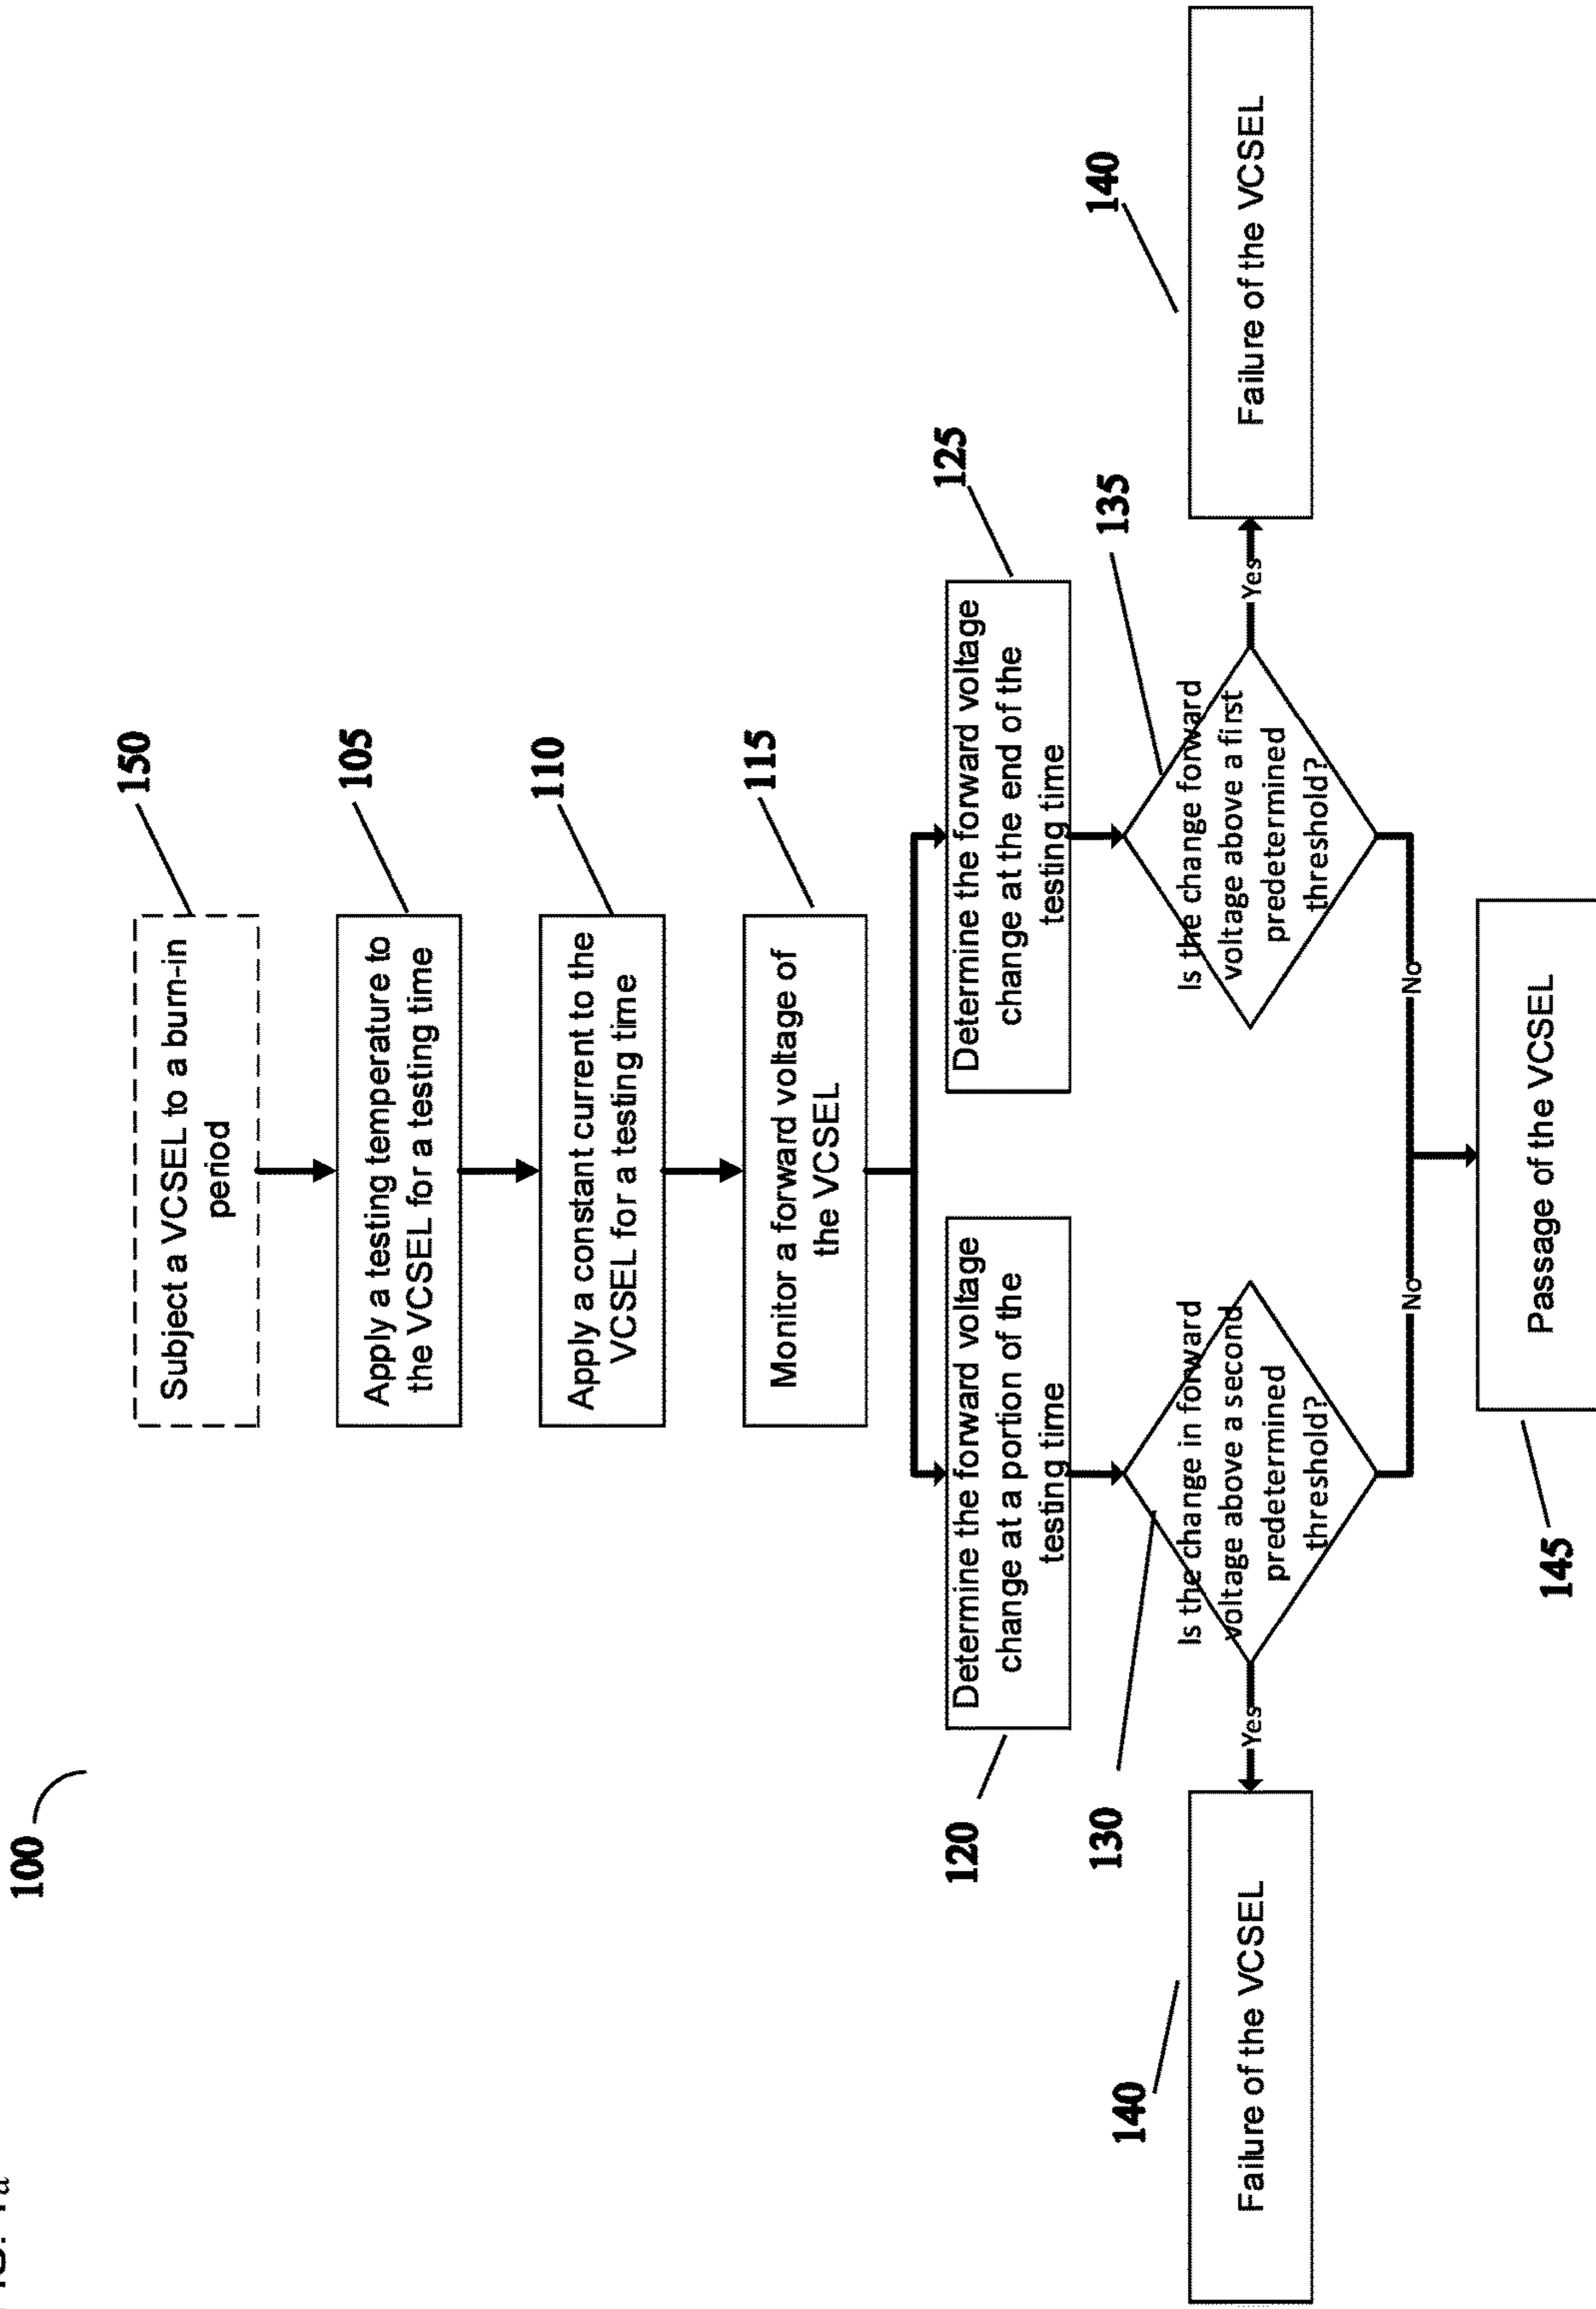 100
150
Subject a VCSEL to a burn-in
period
105
Apply a testing temperature to
the VCSEL for a testing time
110
Apply a constant current to the
VCSEL for a testing time
115
Monitor a forward voltage of
the VCSEL
120
Determine the forward voltage
change at a portion of the
testing time
125
Determine the forward voltage
change at the end of the
testing time
130
Is the change in forward
voltage above a second
predetermined
threshold?
135
Is the change forward
voltage above a first
predetermined
threshold?
Yes
Yes
140
Failure of the VCSEL
140
Failure of the VCSEL
No
No
145
Passage of the VCSEL